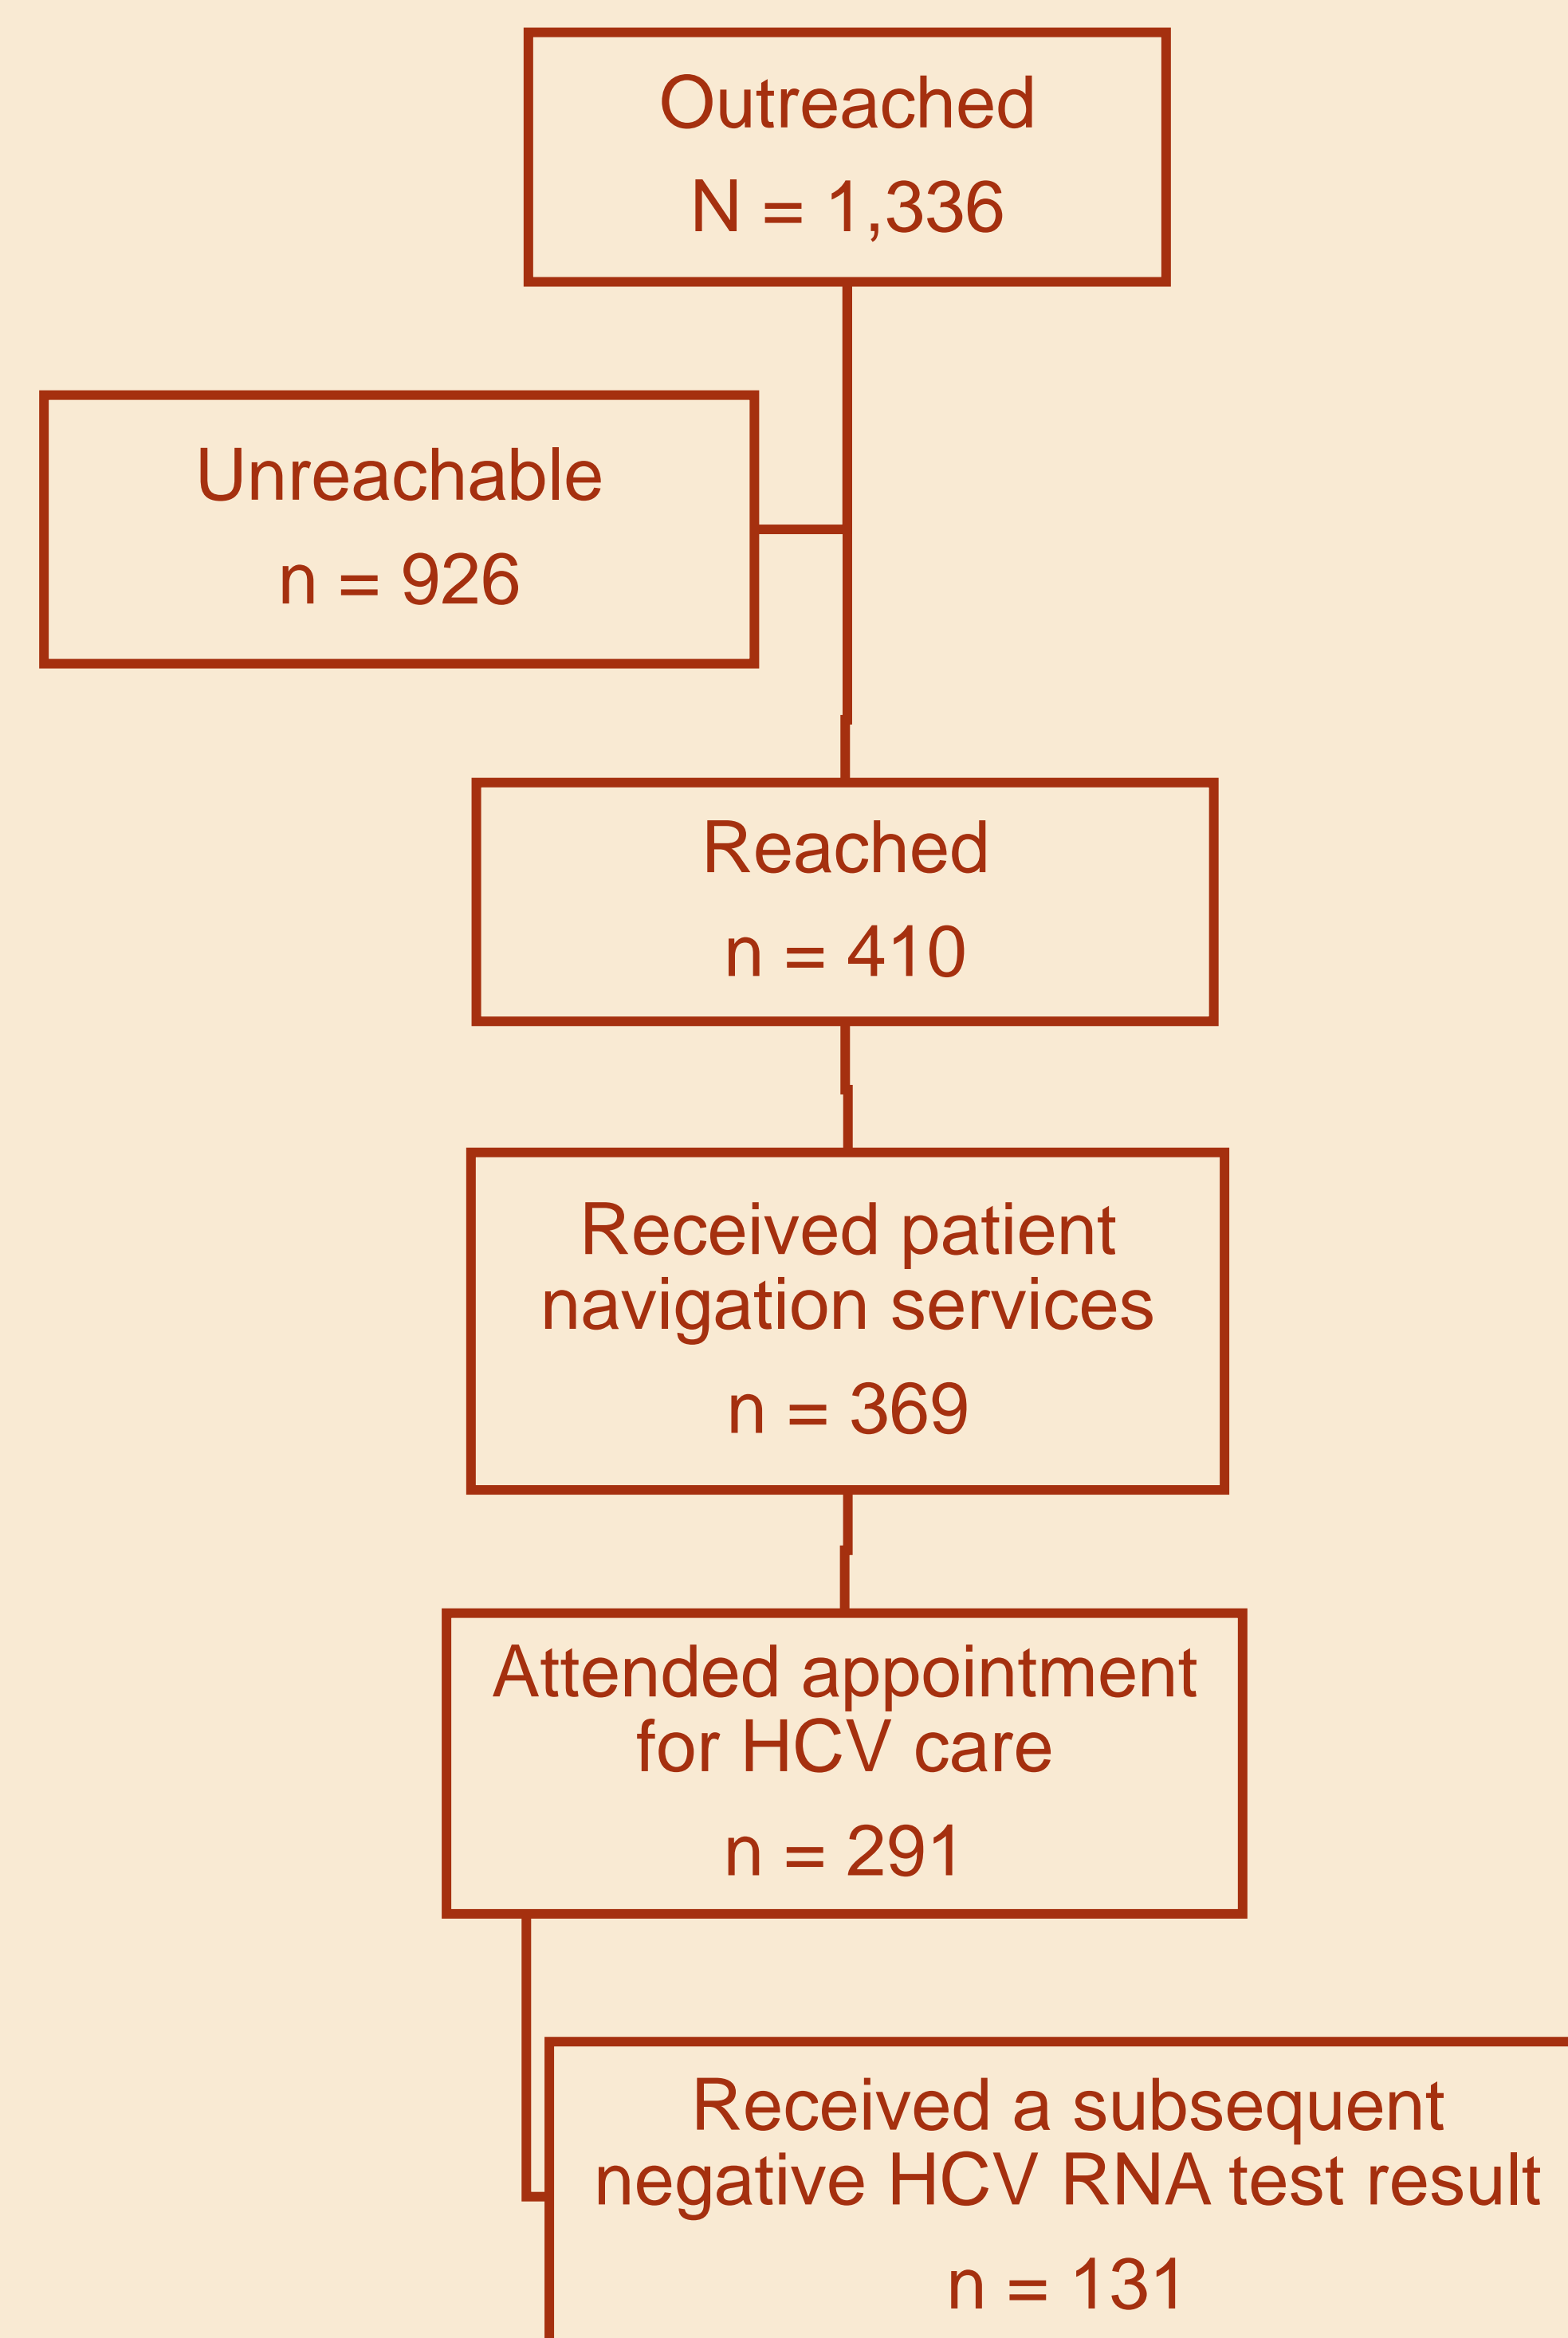 Outreached
N = 1,336
Unreachable
n = 926
Reached
n = 410
Received patient
navigation services
n = 369
Attended appointment
for HCV care
n = 291
Received a subsequent
negative HCV RNA test result
n = 131